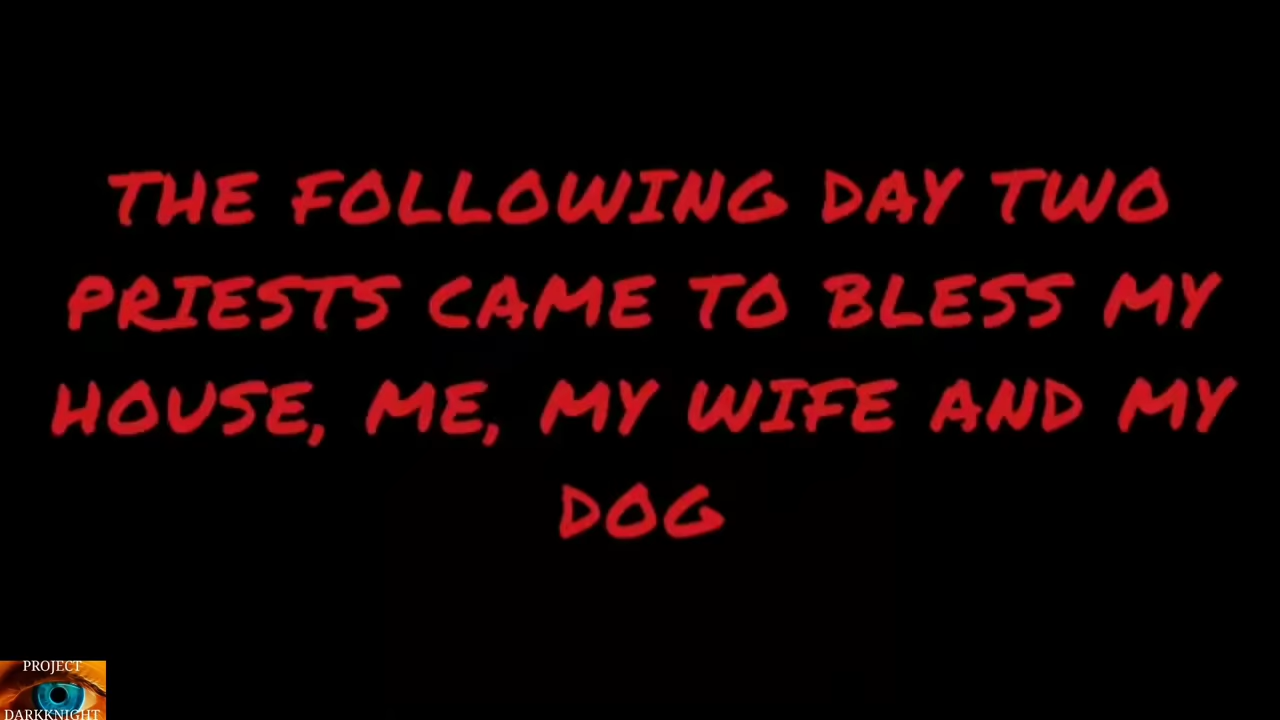 THE FOLLOWING DAY TWO
PRIESTS CAME TO BLESS MY
HOUSE, ME, MY WIFE AND MY
DOG
PROJECT
DARKKNIGHT